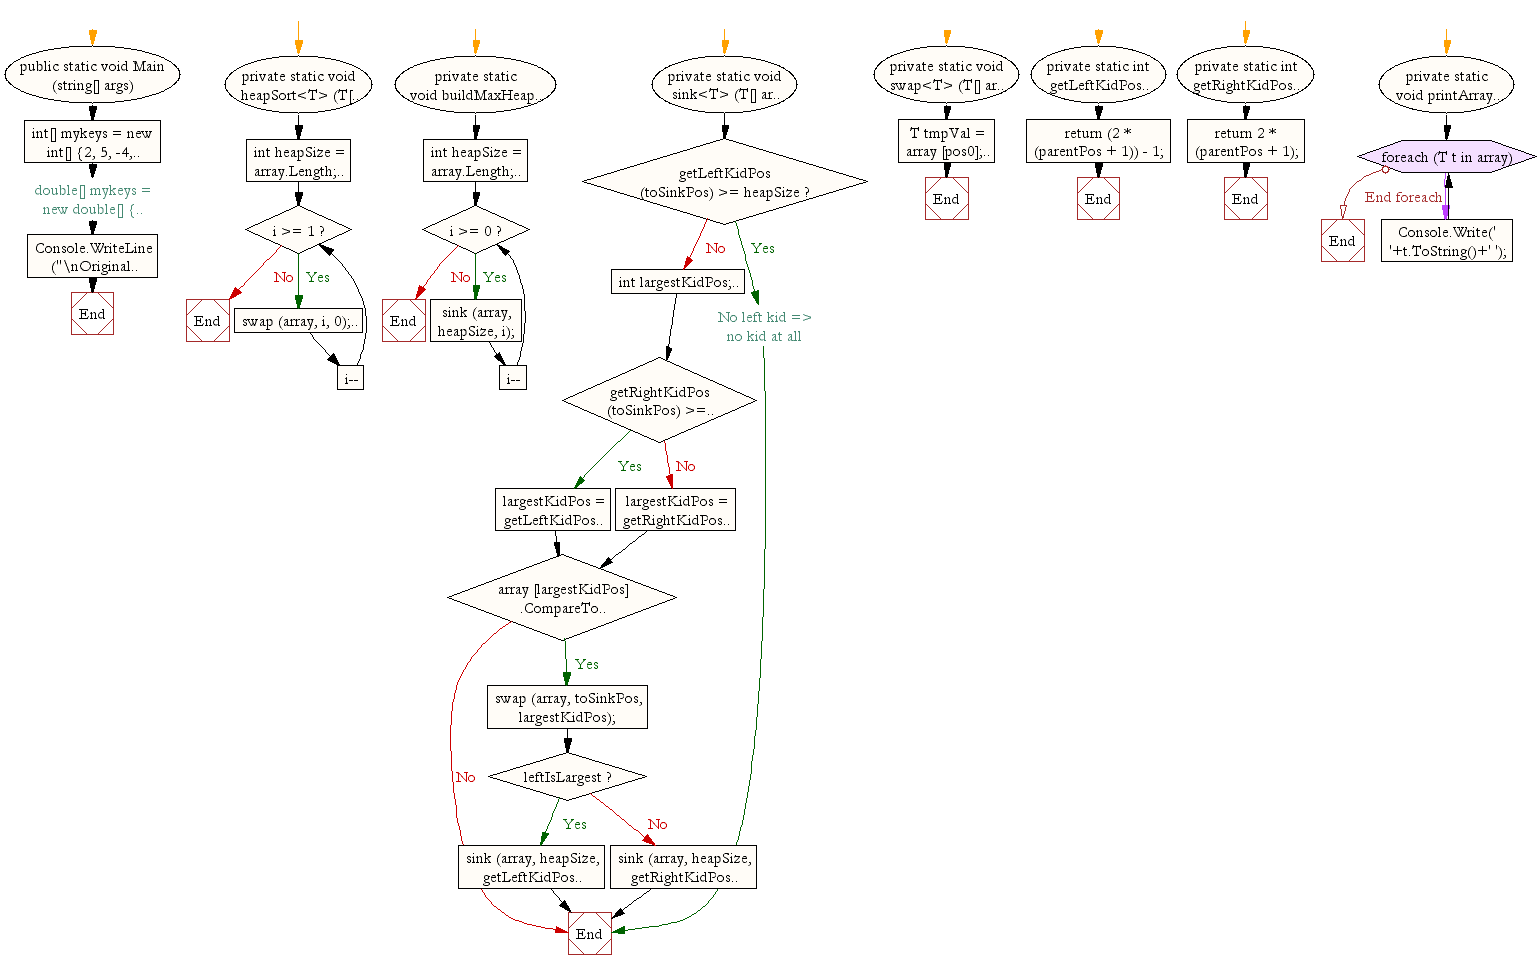 public static void Main
(string[] args)
int[] mykeys = new
int[] {2, 5, -4,..
double[] mykeys =
new double[] {..
Console.WriteLine
("\nOriginal..
End
private static void
heapSort<T> (T[..
int heapSize =
array.Length;..
i >= 1 ?
No
Yes
End
swap (array, i, 0);..
i--
private static
void buildMaxHeap..
int heapSize =
array.Length;..
i >= 0 ?
No
Yes
End
sink (array,
heapSize, i);
i--
private static void
sink<T> (T[] ar..
getLeftKidPos
(toSinkPos) >= heapSize ?
No
Yes
int largestKidPos;..
No left kid =>
no kid at all
getRightKidPos
(toSinkPos) >=..
Yes
No
largestKidPos =
getLeftKidPos..
largestKidPos =
getRightKidPos..
array [largestKidPos]
.CompareTo..
Yes
swap (array, toSinkPos,
largestKidPos);
No
leftIsLargest ?
Yes
No
sink (array, heapSize,
getLeftKidPos..
sink (array, heapSize,
getRightKidPos..
End
private static void
swap<T> (T[] ar..
T tmpVal =
array [pos0];..
End
private static int
getLeftKidPos..
return (2 *
(parentPos + 1)) - 1;
End
private static int
getRightKidPos..
return 2 *
(parentPos + 1);
End
private static
void printArray..
foreach (T t in array)
End foreach
End
Console.Write('
'+t.ToString()+' ');